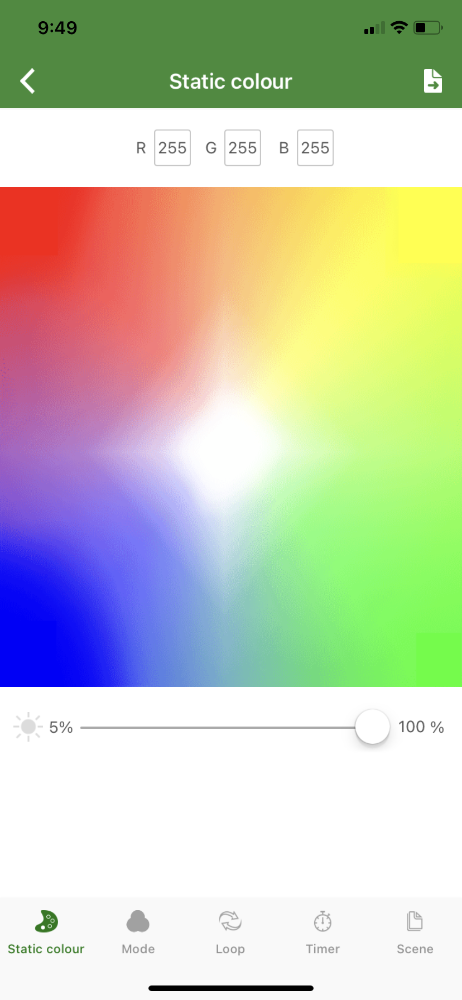 9:49
Static colour
R 255 G 255 B 255
5% 100 %
Static colour Mode Loop Timer Scene